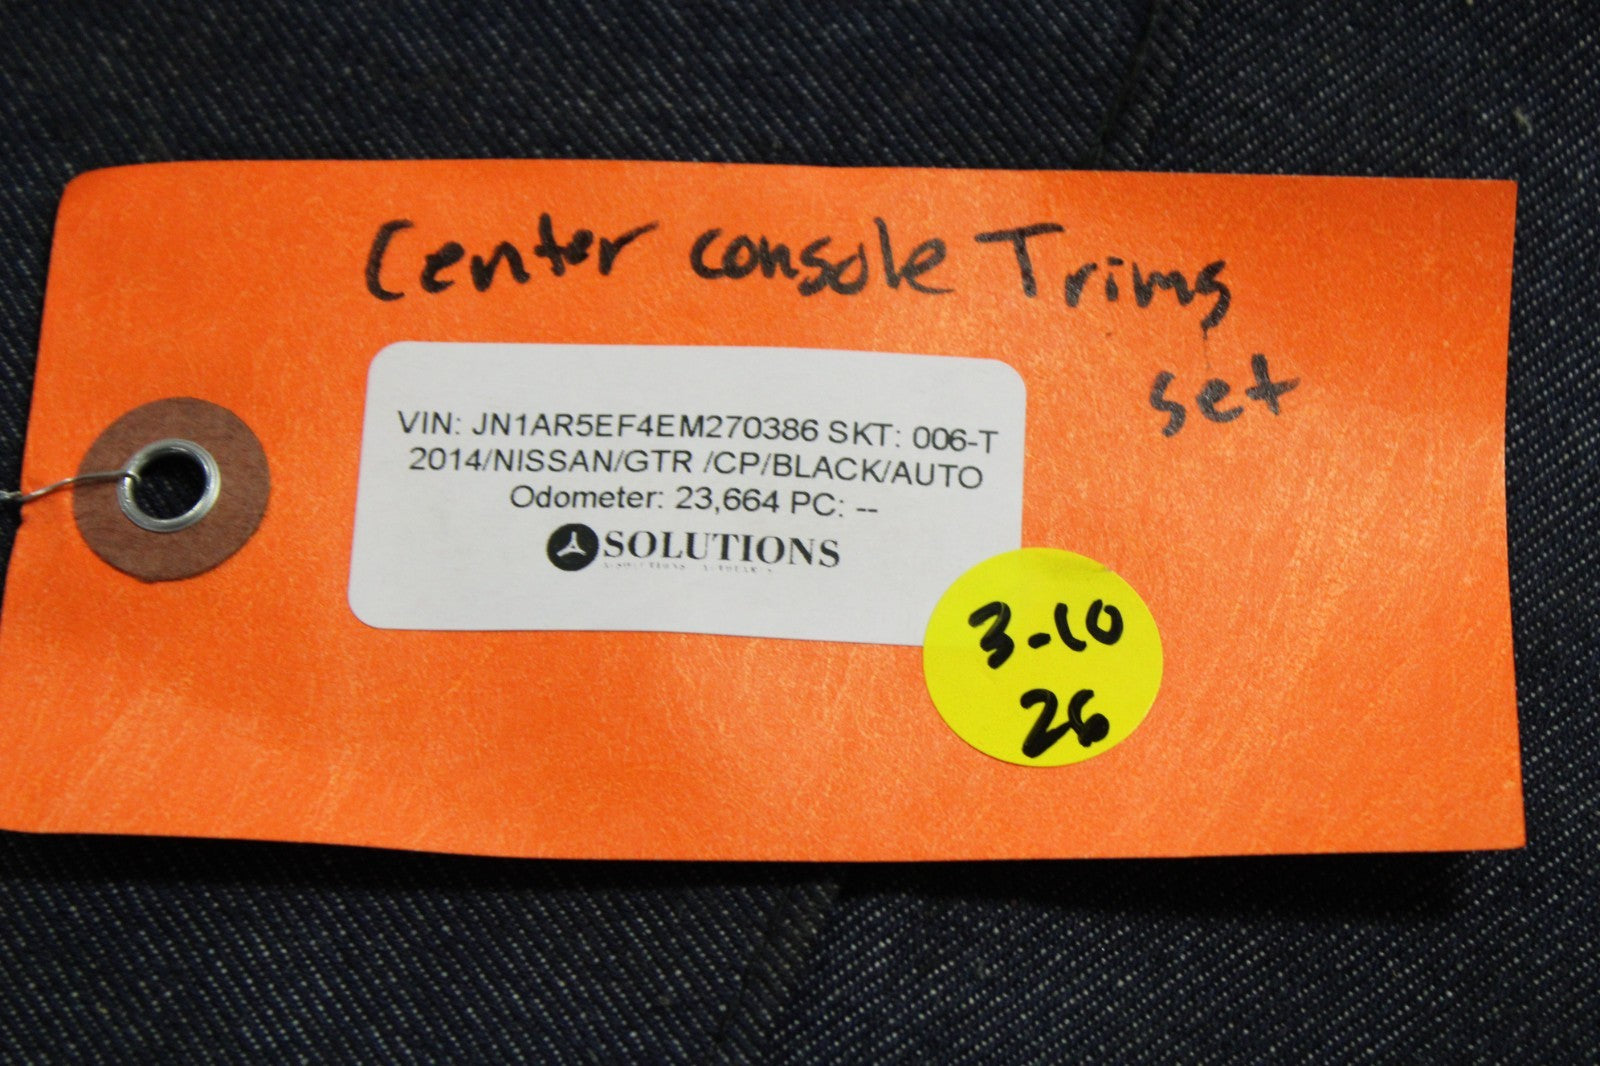 Center console Trims
set
VIN: JN1AR5EF4EM270386 SKT: 006-T
2014/NISSAN/GTR /CP/BLACK/AUTO
Odometer: 23,664 PC: --
SOLUTIONS
3-10
26